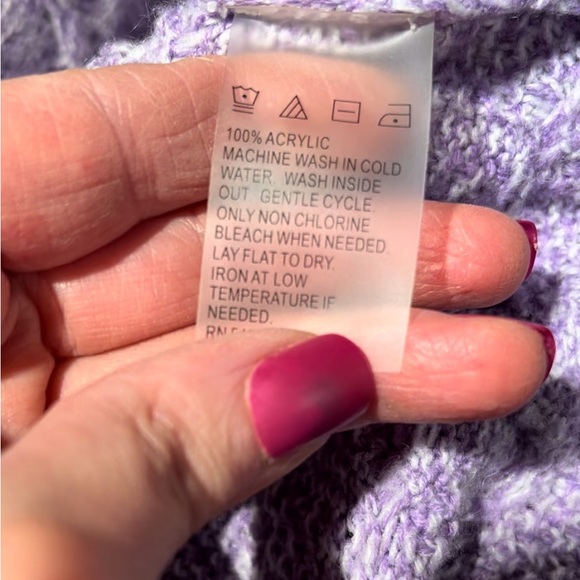 100% ACRYLIC
MACHINE WASH IN COLD
WATER. WASH INSIDE
OUT. GENTLE CYCLE.
ONLY NON CHLORINE
BLEACH WHEN NEEDED.
LAY FLAT TO DRY.
IRON AT LOW
TEMPERATURE IF
NEEDED.
RN